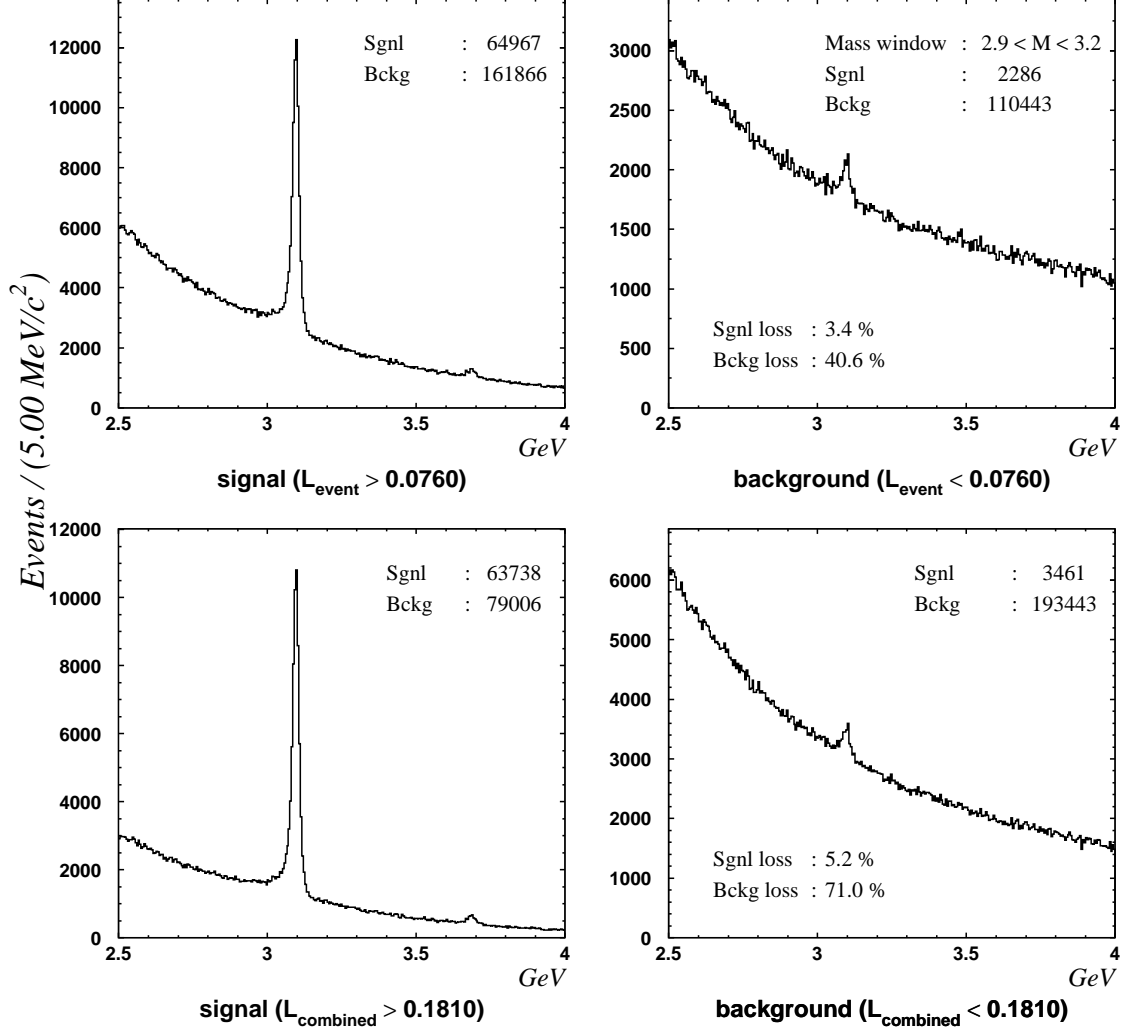 Events / (5.00 MeV/c²)
12000
10000
8000
6000
4000
2000
0
Sgnl : 64967
Bckg : 161866
2.5 3 3.5 4
GeV
signal (L_event > 0.0760)
3000
2500
2000
1500
1000
500
0
Mass window : 2.9 < M < 3.2
Sgnl : 2286
Bckg : 110443
Sgnl loss : 3.4 %
Bckg loss : 40.6 %
2.5 3 3.5 4
GeV
background (L_event < 0.0760)
12000
10000
8000
6000
4000
2000
0
Sgnl : 63738
Bckg : 79006
2.5 3 3.5 4
GeV
signal (L_combined > 0.1810)
6000
5000
4000
3000
2000
1000
0
Sgnl : 3461
Bckg : 193443
Sgnl loss : 5.2 %
Bckg loss : 71.0 %
2.5 3 3.5 4
GeV
background (L_combined < 0.1810)